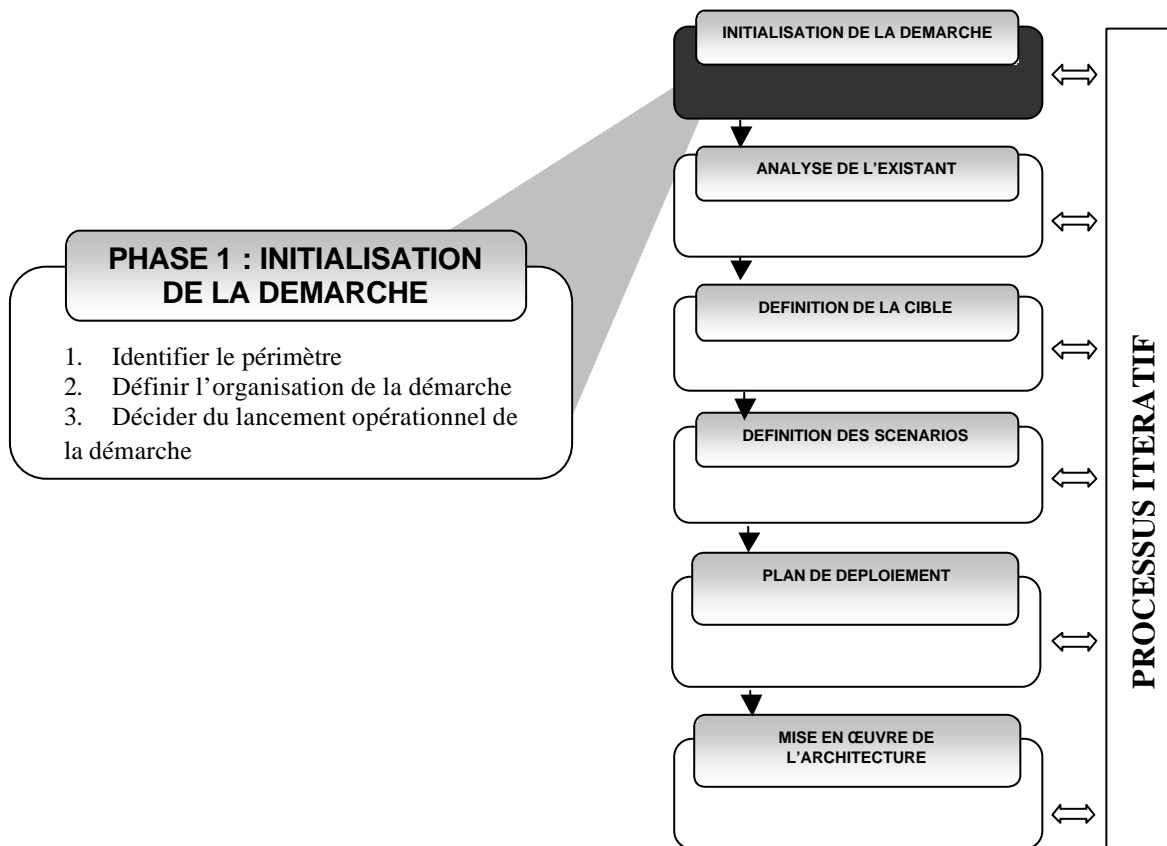 INITIALISATION DE LA DEMARCHE
ANALYSE DE L'EXISTANT
PHASE 1 : INITIALISATION
DE LA DEMARCHE
1. Identifier le périmètre
2. Définir l'organisation de la démarche
3. Décider du lancement opérationnel de
la démarche
DEFINITION DE LA CIBLE
DEFINITION DES SCENARIOS
PLAN DE DEPLOIEMENT
MISE EN ŒUVRE DE
L'ARCHITECTURE
PROCESSUS ITERATIF